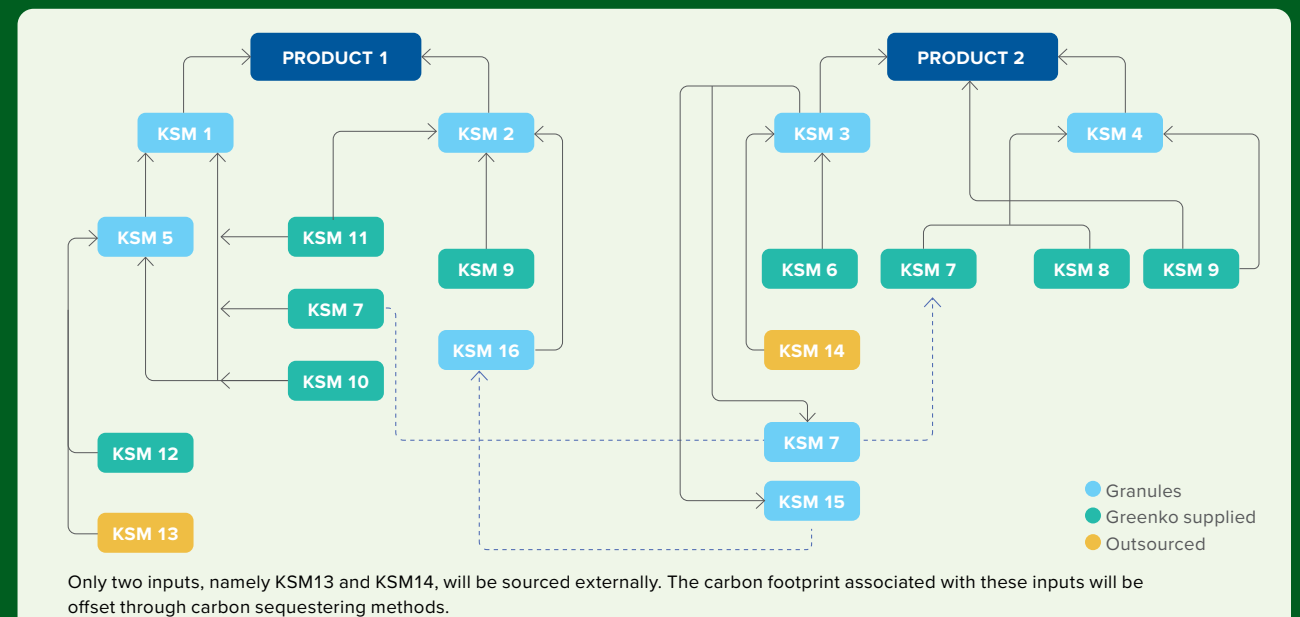 PRODUCT 1
PRODUCT 2
KSM 1
KSM 2
KSM 3
KSM 4
KSM 5
KSM 11
KSM 9
KSM 6
KSM 7
KSM 8
KSM 9
KSM 7
KSM 16
KSM 14
KSM 10
KSM 12
KSM 7
KSM 15
KSM 13
Granules
Greenko supplied
Outsourced
Only two inputs, namely KSM13 and KSM14, will be sourced externally. The carbon footprint associated with these inputs will be
offset through carbon sequestering methods.